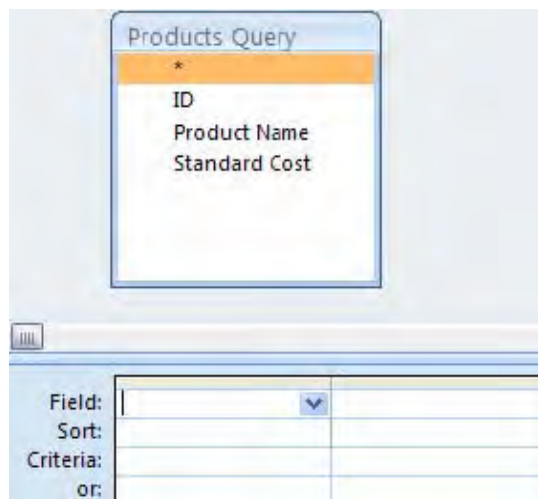 Products Query
*
ID
Product Name
Standard Cost
Field:
Sort:
Criteria:
or: